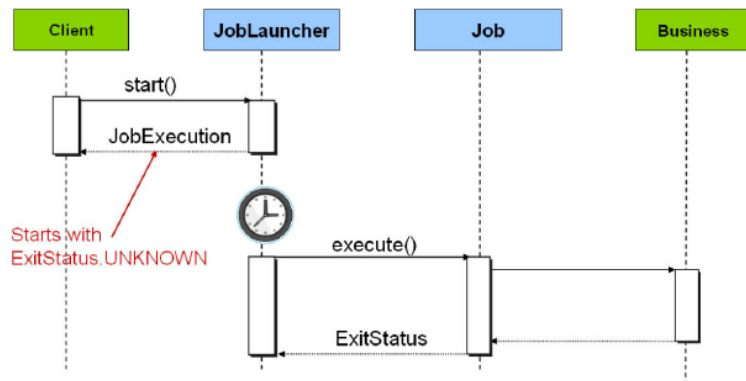 Client
JobLauncher
Job
Business
start()
JobExecution
Starts with
ExitStatus.UNKNOWN
execute()
ExitStatus